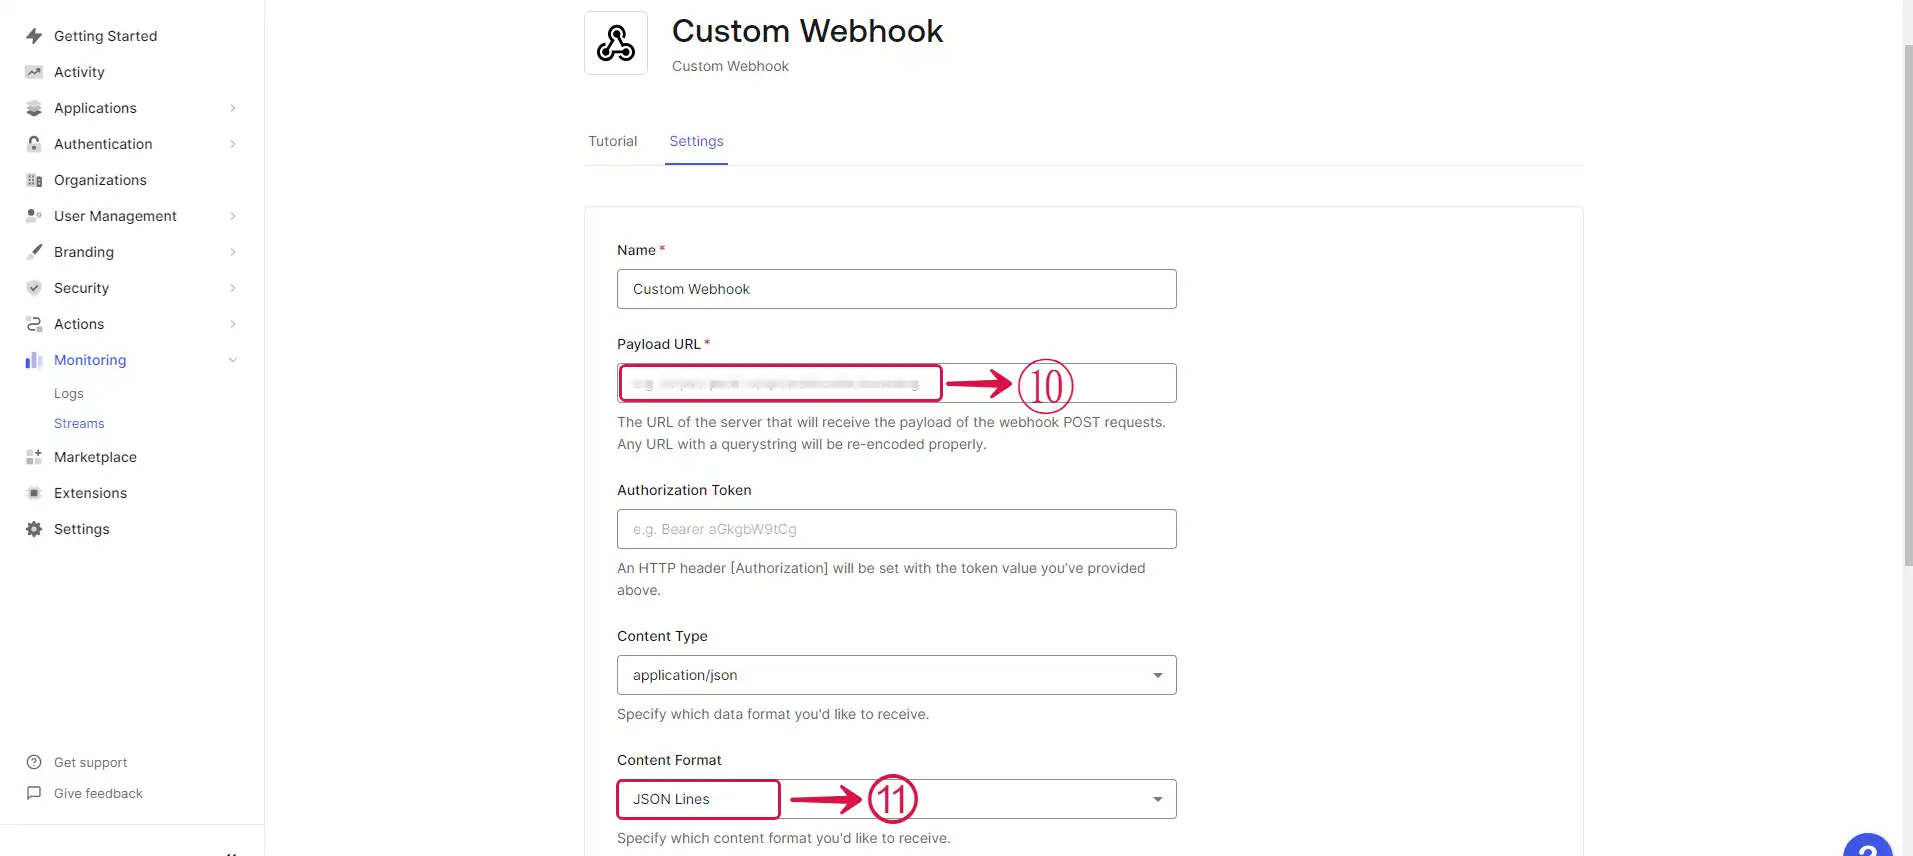 Getting Started
Activity
Applications
Authentication
Organizations
User Management
Branding
Security
Actions
Monitoring
Logs
Streams
Marketplace
Extensions
Settings
Get support
Give feedback
Custom Webhook
Custom Webhook
Tutorial Settings
Name *
Custom Webhook
Payload URL *
⑩
The URL of the server that will receive the payload of the webhook POST requests.
Any URL with a querystring will be re-encoded properly.
Authorization Token
e.g. Bearer aGkgbW9tCg
An HTTP header [Authorization] will be set with the token value you’ve provided
above.
Content Type
application/json
Specify which data format you'd like to receive.
Content Format
JSON Lines ⑪
Specify which content format you'd like to receive.